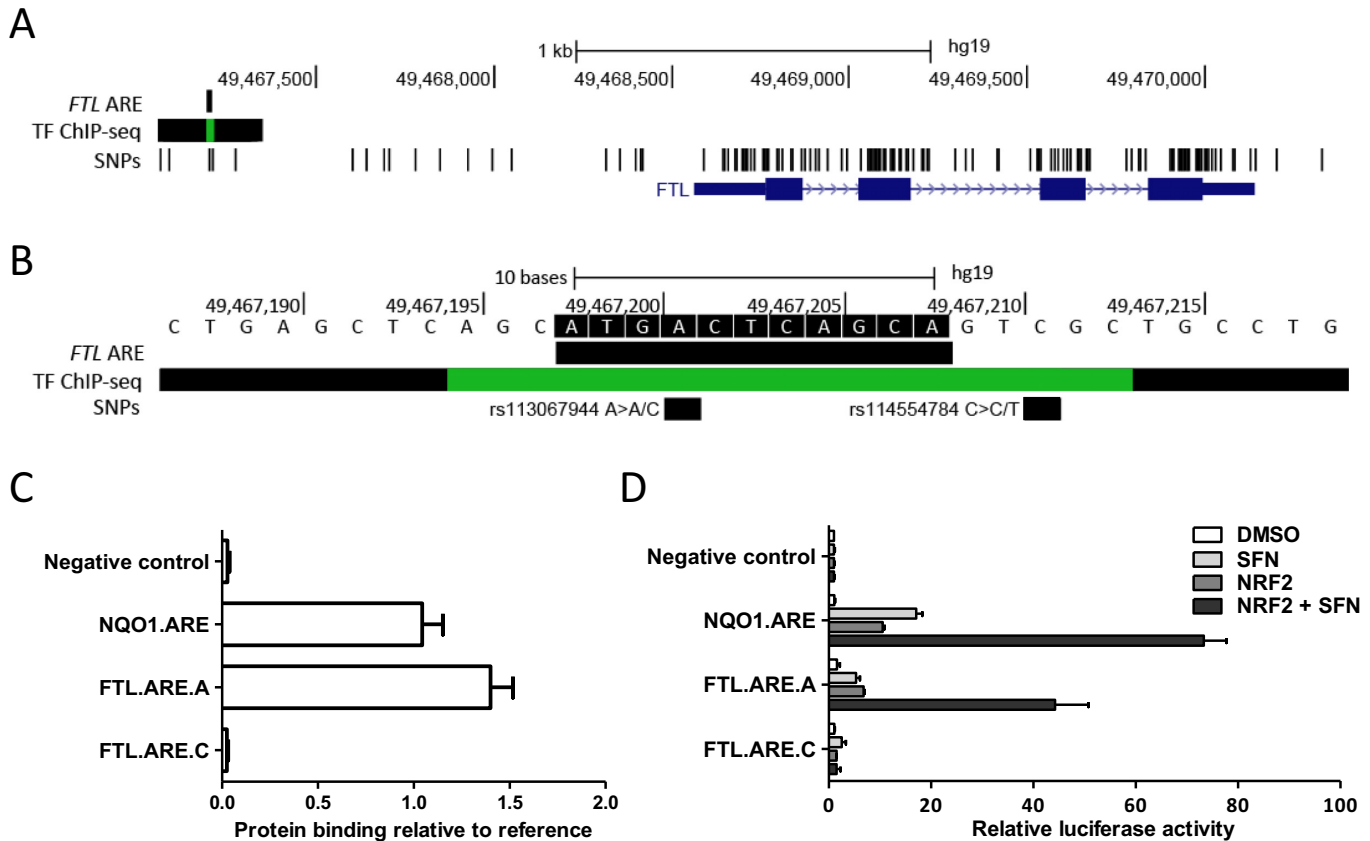 A
1 kb hg19
49,467,500 49,468,000 49,468,500 49,469,000 49,469,500 49,470,000
FTL ARE
TF ChIP-seq
SNPs
FTL
B
10 bases hg19
49,467,190 49,467,195 49,467,200 49,467,205 49,467,210 49,467,215
C T G A G C T C A G C A T G A C T C A G C A G T C G C T G C C T G
FTL ARE
TF ChIP-seq
SNPs
rs113067944 A>A/C rs114554784 C>C/T
C
Negative control
NQO1.ARE
FTL.ARE.A
FTL.ARE.C
0.0 0.5 1.0 1.5 2.0
Protein binding relative to reference
D
DMSO
SFN
NRF2
NRF2 + SFN
Negative control
NQO1.ARE
FTL.ARE.A
FTL.ARE.C
0 20 40 60 80 100
Relative luciferase activity